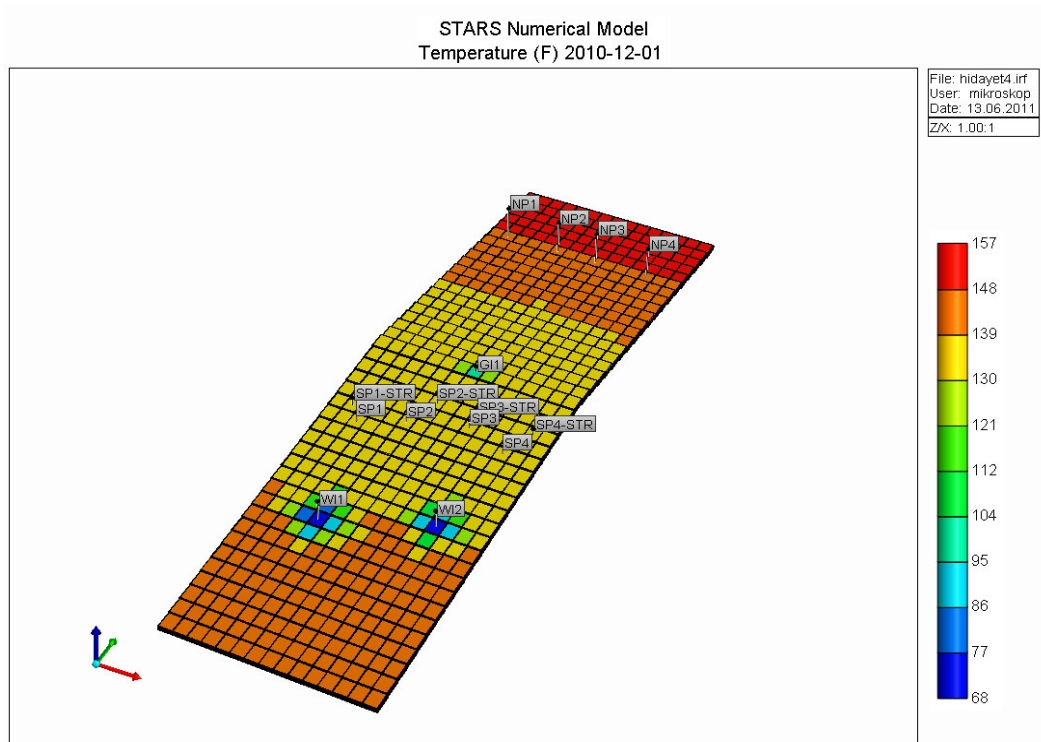 STARS Numerical Model
Temperature (F) 2010-12-01
File: hidayet4.irf
User: mikroskop
Date: 13.06.2011
Z/X: 1.00:1
NP1
NP2
NP3
NP4
GI1
SP1-STR
SP2-STR
SP1
SP2
SP3-STR
SP3
SP4-STR
SP4
WI1
WI2
157
148
139
130
121
112
104
95
86
77
68